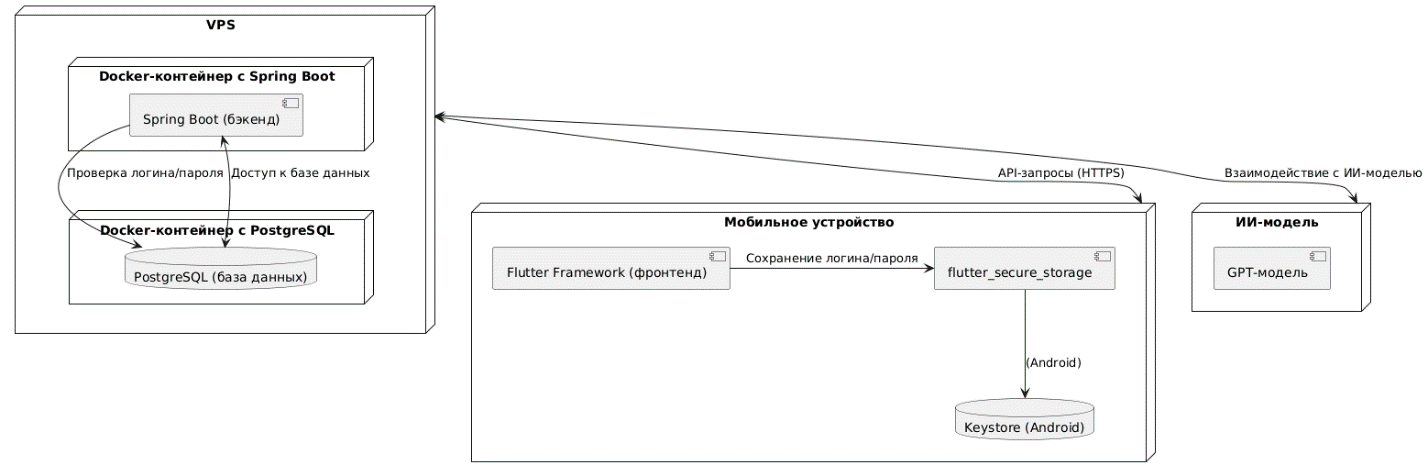 VPS
Docker-контейнер с Spring Boot
Spring Boot (бэкенд)
Проверка логина/пароля
Доступ к базе данных
Docker-контейнер с PostgreSQL
PostgreSQL (база данных)
API-запросы (HTTPS)
Взаимодействие с ИИ-моделью
Мобильное устройство
Flutter Framework (фронтенд)
Сохранение логина/пароля
flutter_secure_storage
(Android)
Keystore (Android)
ИИ-модель
GPT-модель